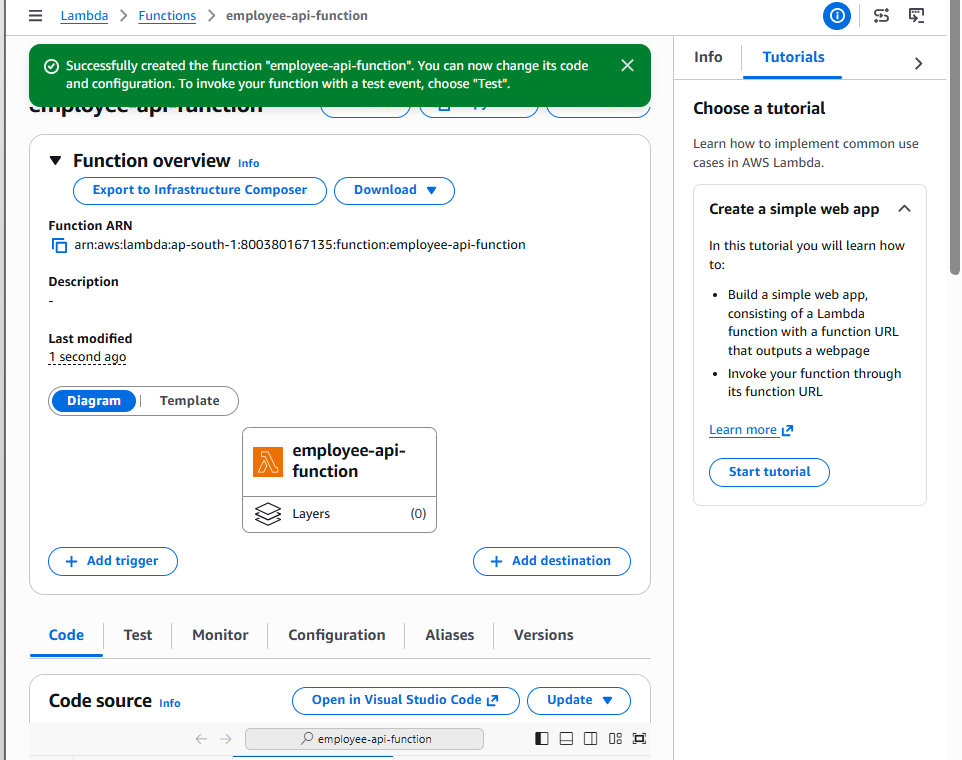 Lambda
Functions
employee-api-function
Successfully created the function "employee-api-function". You can now change its code
and configuration. To invoke your function with a test event, choose "Test".
employee-api-function
Function overview Info
Export to Infrastructure Composer
Download
Function ARN
arn:aws:lambda:ap-south-1:800380167135:function:employee-api-function
Description
-
Last modified
1 second ago
Diagram
Template
employee-api-
function
Layers
(0)
+ Add trigger
+ Add destination
Code
Test
Monitor
Configuration
Aliases
Versions
Code source Info
Open in Visual Studio Code
Update
employee-api-function
Info
Tutorials
Choose a tutorial
Learn how to implement common use
cases in AWS Lambda.
Create a simple web app
In this tutorial you will learn how
to:
• Build a simple web app,
consisting of a Lambda
function with a function URL
that outputs a webpage
• Invoke your function through
its function URL
Learn more
Start tutorial